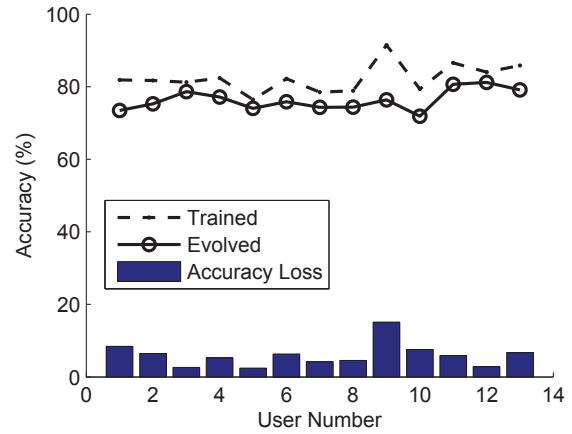 100
80
60
40
20
0
Accuracy (%)
Trained
Evolved
Accuracy Loss
0 2 4 6 8 10 12 14
User Number